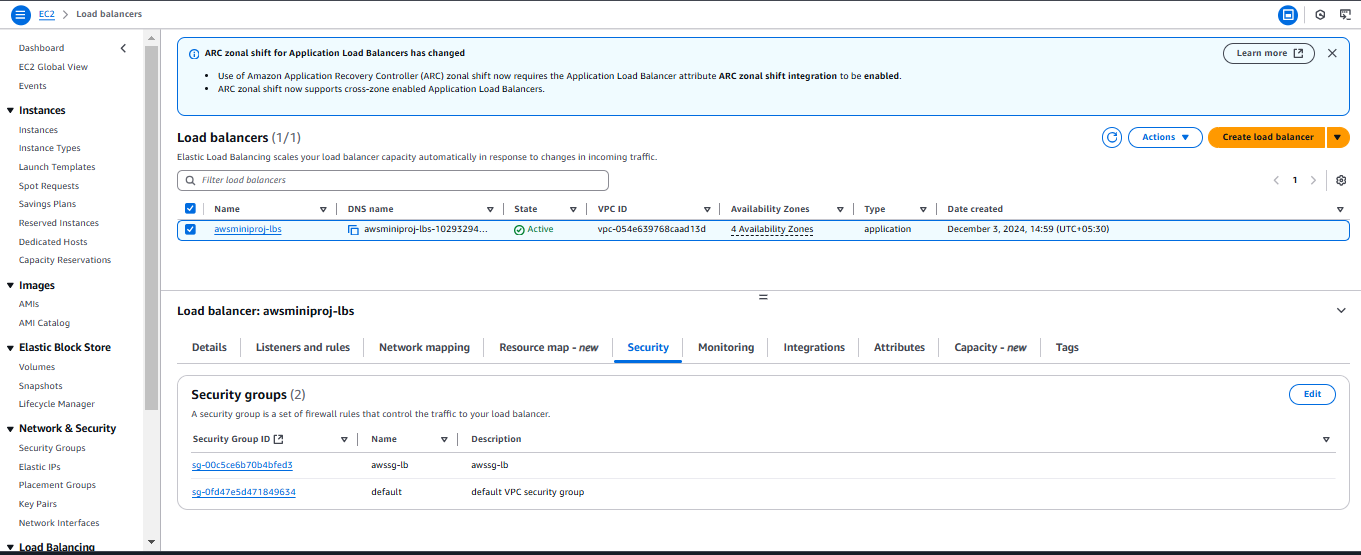 EC2 > Load balancers
Dashboard
EC2 Global View
Events
Instances
Instances
Instance Types
Launch Templates
Spot Requests
Savings Plans
Reserved Instances
Dedicated Hosts
Capacity Reservations
Images
AMIs
AMI Catalog
Elastic Block Store
Volumes
Snapshots
Lifecycle Manager
Network & Security
Security Groups
Elastic IPs
Placement Groups
Key Pairs
Network Interfaces
Load Balancing
ARC zonal shift for Application Load Balancers has changed
Learn more
• Use of Amazon Application Recovery Controller (ARC) zonal shift now requires the Application Load Balancer attribute ARC zonal shift integration to be enabled.
• ARC zonal shift now supports cross-zone enabled Application Load Balancers.
Load balancers (1/1)
Actions
Create load balancer
Elastic Load Balancing scales your load balancer capacity automatically in response to changes in incoming traffic.
Filter load balancers
1
Name DNS name State VPC ID Availability Zones Type Date created
awsminiproj-lbs awsminiproj-lbs-10293294... Active vpc-054e639768caad13d 4 Availability Zones application December 3, 2024, 14:59 (UTC+05:30)
Load balancer: awsminiproj-lbs
Details Listeners and rules Network mapping Resource map - new Security Monitoring Integrations Attributes Capacity - new Tags
Security groups (2)
Edit
A security group is a set of firewall rules that control the traffic to your load balancer.
Security Group ID Name Description
sg-00c5ce6b70b4bfed3 awssg-lb awssg-lb
sg-0fd47e5d471849634 default default VPC security group